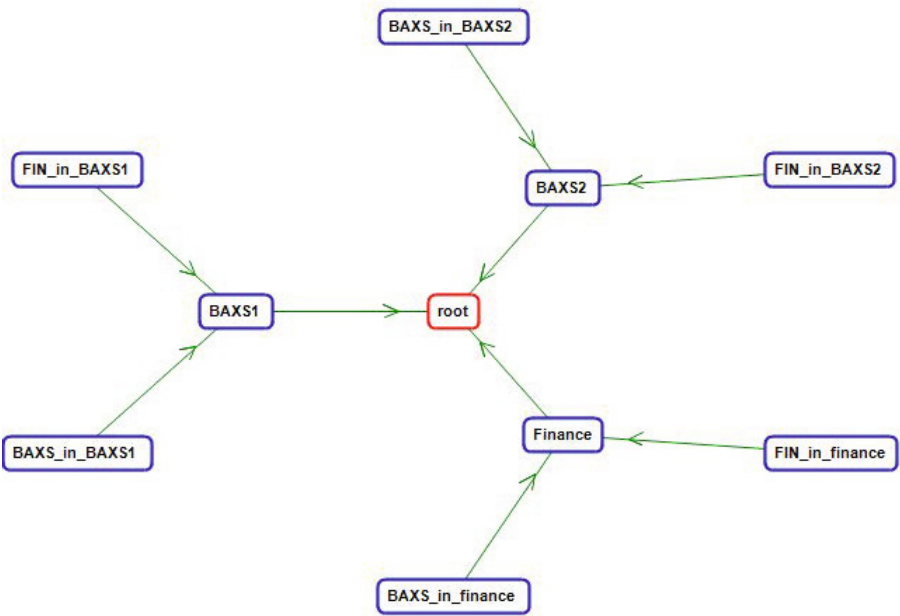 BAXS_in_BAXS2
FIN_in_BAXS1
FIN_in_BAXS2
BAXS2
BAXS1
root
Finance
BAXS_in_BAXS1
FIN_in_finance
BAXS_in_finance